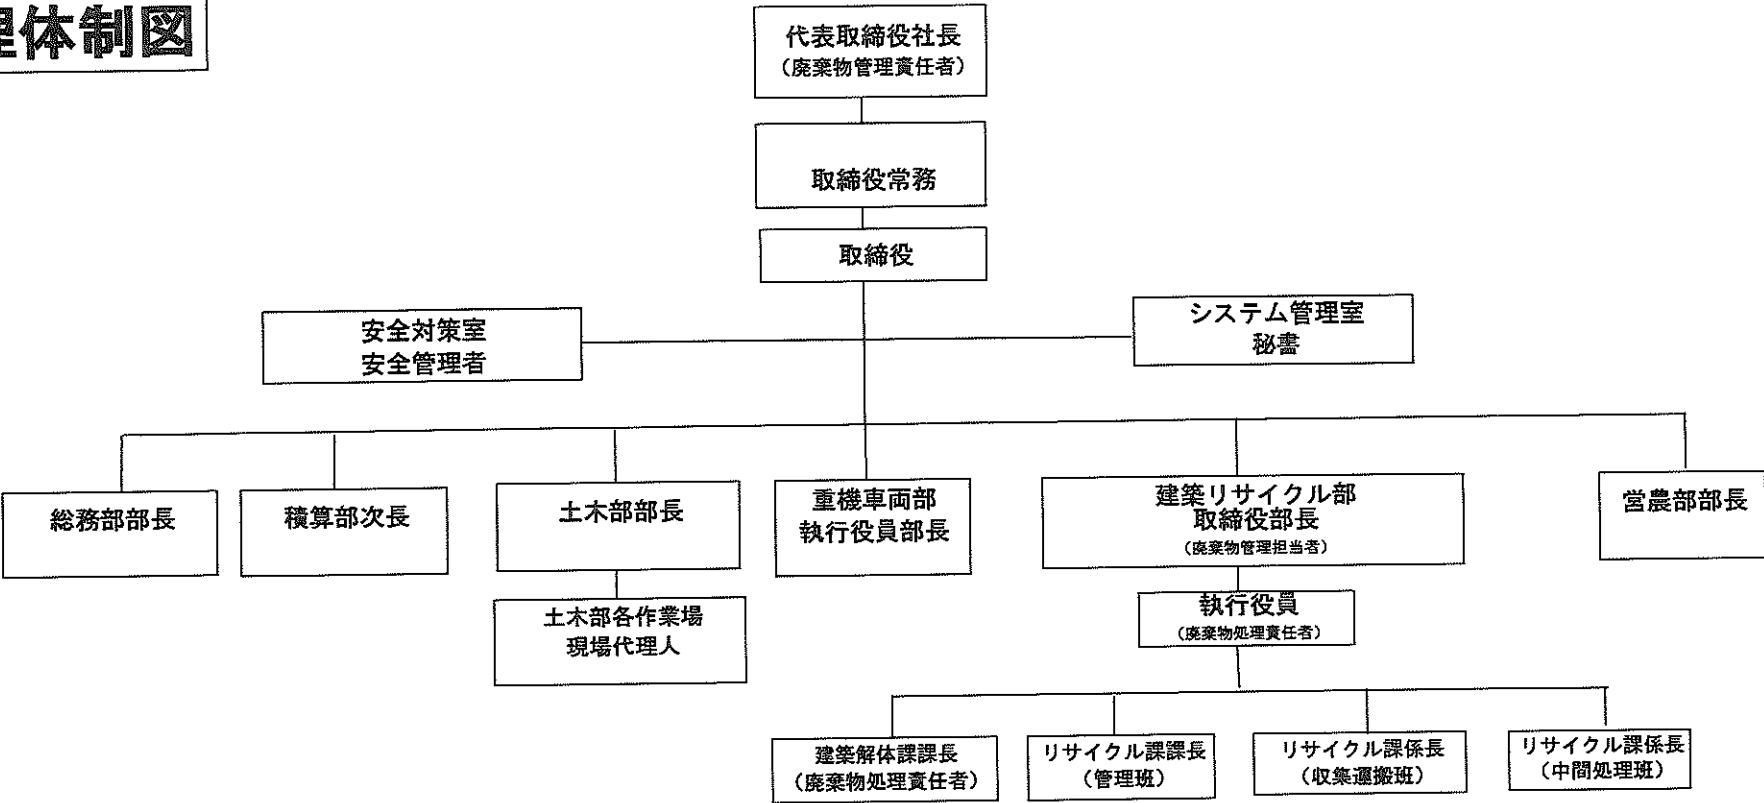 理体制図
代表取締役社長
（廃棄物管理責任者）
取締役常務
取締役
安全対策室
安全管理者
システム管理室
秘書
総務部部長
積算部次長
土木部部長
重機車両部
執行役員部長
建築リサイクル部
取締役部長
（廃棄物管理担当者）
営農部部長
土木部各作業場
現場代理人
執行役員
（廃棄物処理責任者）
建築解体課課長
（廃棄物処理責任者）
リサイクル課課長
（管理班）
リサイクル課係長
（収集運搬班）
リサイクル課係長
（中間処理班）